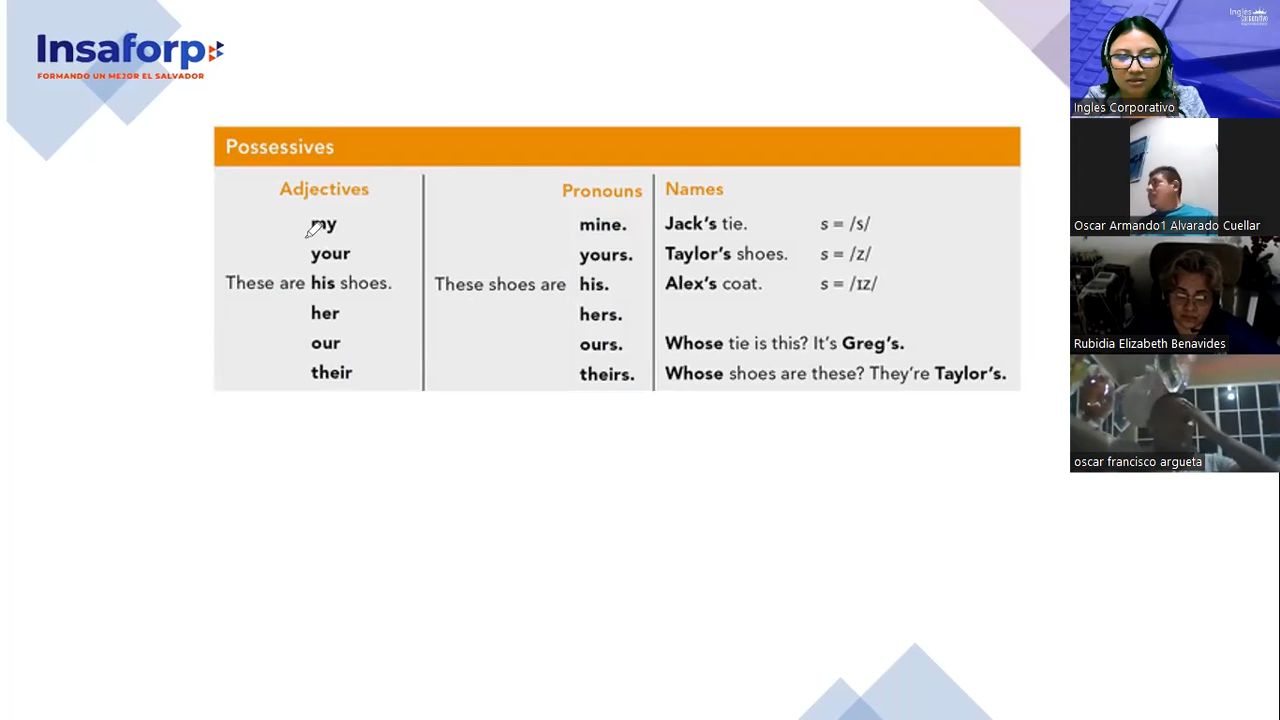 Insaforp
FORMANDO UN MEJOR EL SALVADOR
Possessives
Adjectives
my
your
These are his shoes.
her
our
their
Pronouns
mine.
yours.
These shoes are his.
hers.
ours.
theirs.
Names
Jack's tie. s = /s/
Taylor's shoes. s = /z/
Alex's coat. s = /ɪz/
Whose tie is this? It's Greg's.
Whose shoes are these? They're Taylor's.
Ingles
Ingles Corporativo
Oscar Armando1 Alvarado Cuellar
Rubidia Elizabeth Benavides
oscar francisco argueta